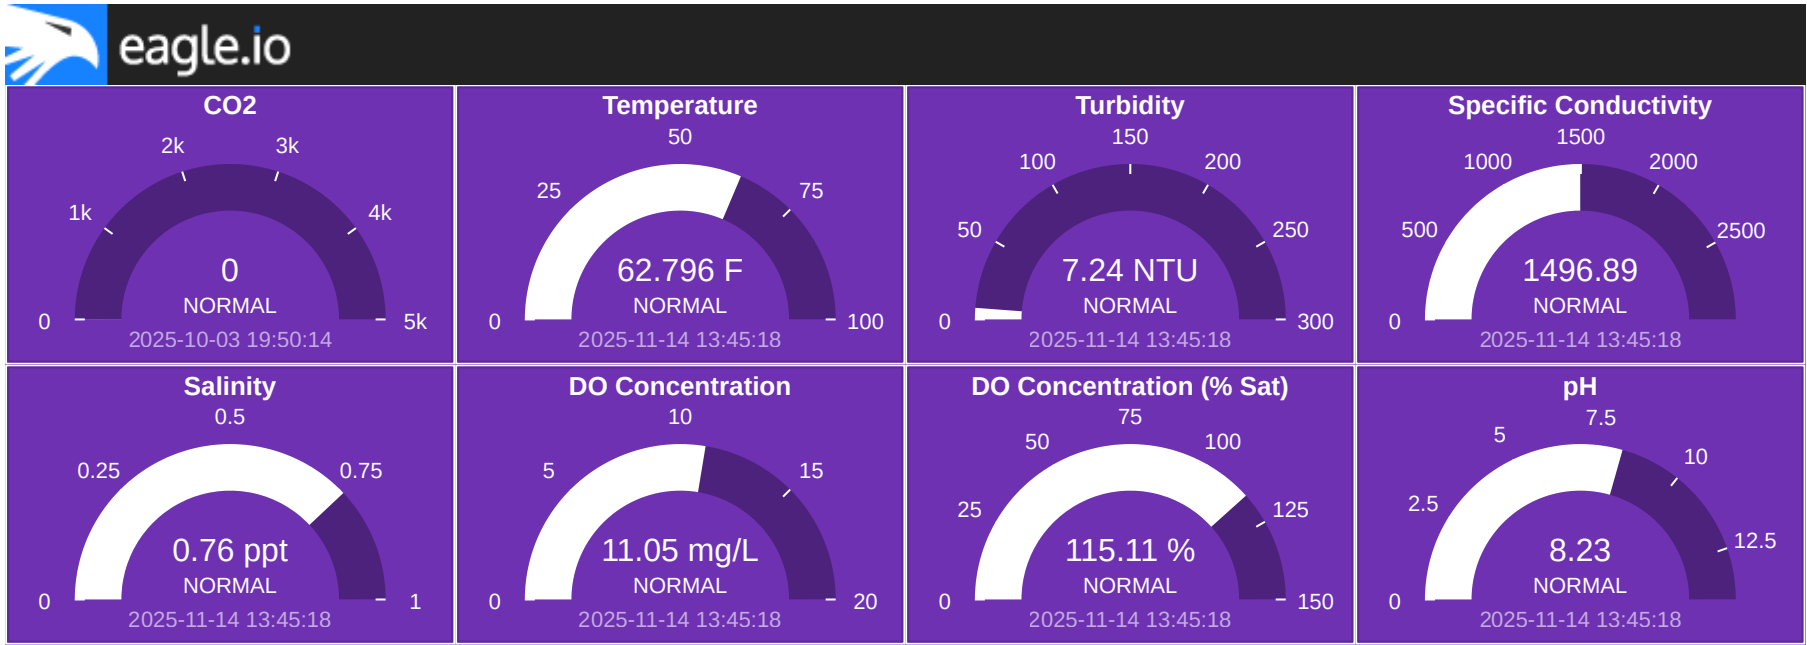 eagle.io
CO2
2k
3k
1k
4k
0
5k
0
NORMAL
2025-10-03 19:50:14
Temperature
50
25
75
0
100
62.796 F
NORMAL
2025-11-14 13:45:18
Turbidity
150
100
200
50
250
0
300
7.24 NTU
NORMAL
2025-11-14 13:45:18
Specific Conductivity
1500
1000
2000
500
2500
0
1496.89
NORMAL
2025-11-14 13:45:18
Salinity
0.5
0.25
0.75
0
1
0.76 ppt
NORMAL
2025-11-14 13:45:18
DO Concentration
10
5
15
0
20
11.05 mg/L
NORMAL
2025-11-14 13:45:18
DO Concentration (% Sat)
75
50
100
25
125
0
150
115.11 %
NORMAL
2025-11-14 13:45:18
pH
7.5
5
10
2.5
12.5
0
8.23
NORMAL
2025-11-14 13:45:18